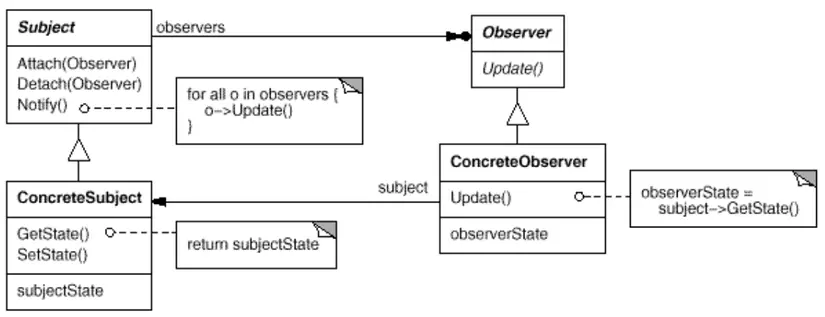 Subject
observers
Observer
Attach(Observer)
Detach(Observer)
Notify()
for all o in observers {
o->Update()
}
Update()
ConcreteSubject
GetState()
SetState()
subjectState
return subjectState
subject
ConcreteObserver
Update()
observerState
observerState =
subject->GetState()